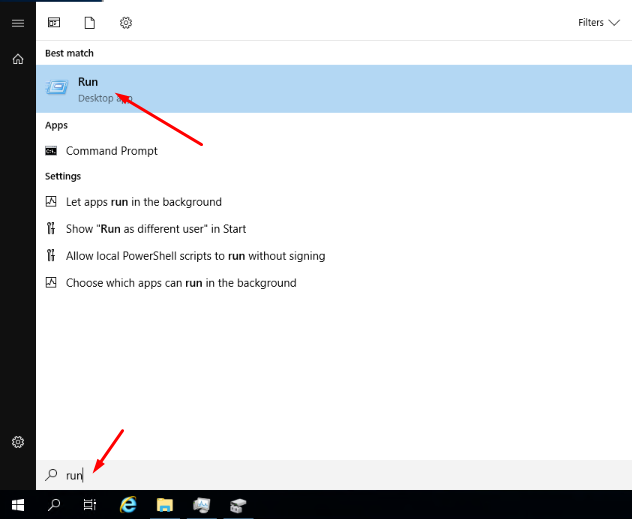 Filters
Best match
Run
Desktop app
Apps
Command Prompt
Settings
Let apps run in the background
Show "Run as different user" in Start
Allow local PowerShell scripts to run without signing
Choose which apps can run in the background
run